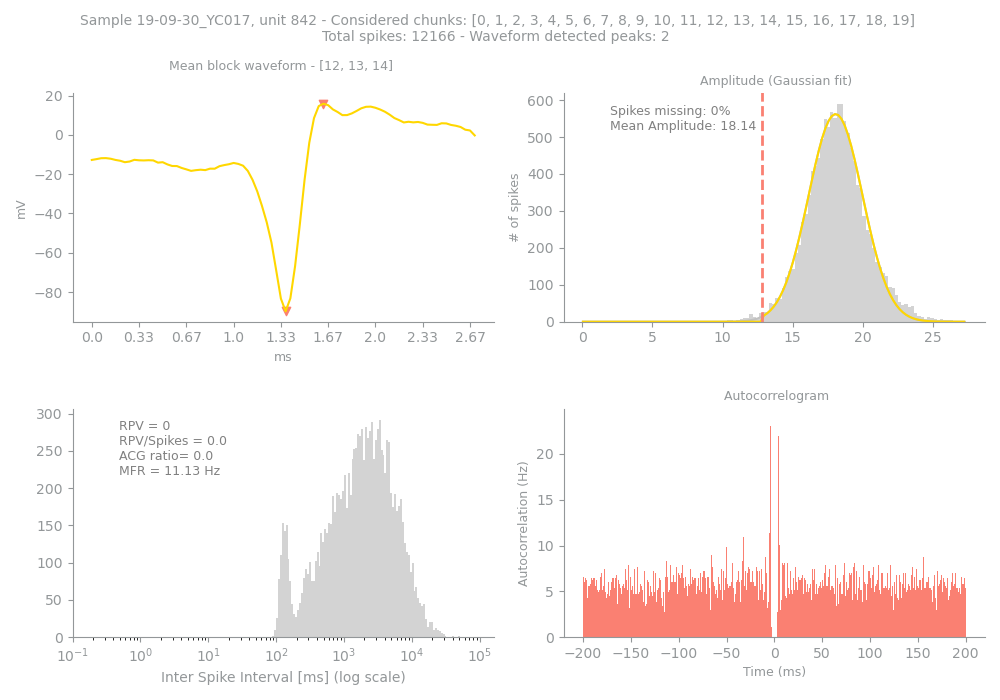 Sample 19-09-30_YC017, unit 842 - Considered chunks: [0, 1, 2, 3, 4, 5, 6, 7, 8, 9, 10, 11, 12, 13, 14, 15, 16, 17, 18, 19]
Total spikes: 12166 - Waveform detected peaks: 2
Mean block waveform - [12, 13, 14]
20
0
−20
−40
−60
−80
mV
0.0 0.33 0.67 1.0 1.33 1.67 2.0 2.33 2.67
ms
Amplitude (Gaussian fit)
Spikes missing: 0%
Mean Amplitude: 18.14
600
500
400
300
200
100
0
# of spikes
0 5 10 15 20 25
RPV = 0
RPV/Spikes = 0.0
ACG ratio= 0.0
MFR = 11.13 Hz
300
250
200
150
100
50
0
10⁻¹ 10⁰ 10¹ 10² 10³ 10⁴ 10⁵
Inter Spike Interval [ms] (log scale)
Autocorrelogram
20
15
10
5
0
Autocorrelation (Hz)
−200 −150 −100 −50 0 50 100 150 200
Time (ms)